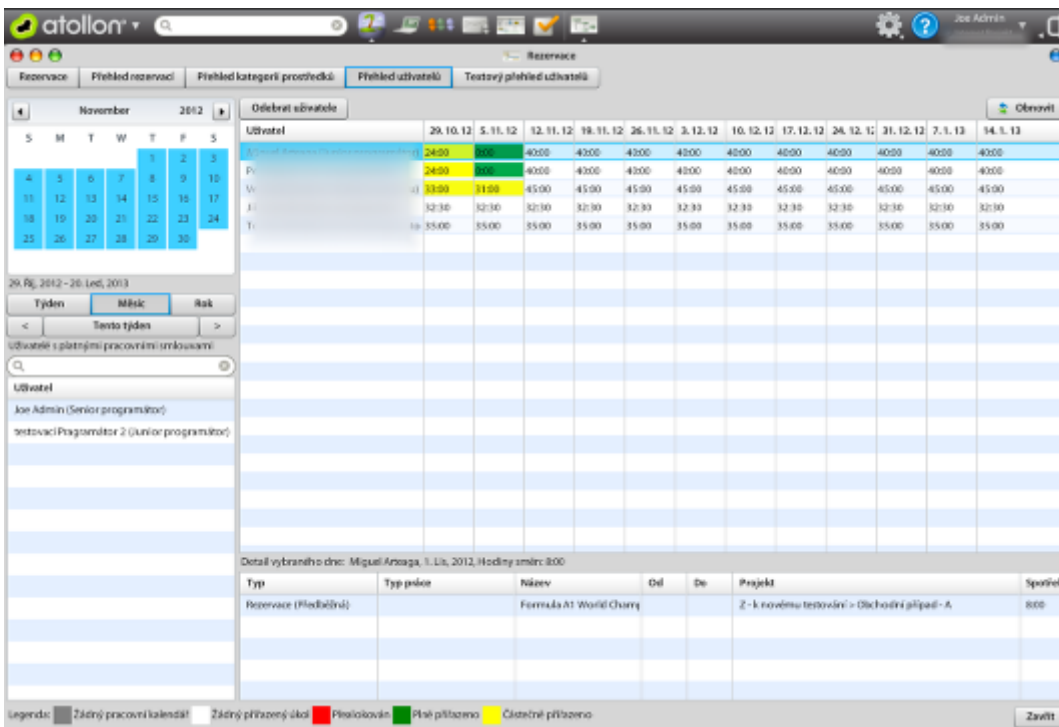 atollon
Joe Admin
Rezervace
Rezervace Přehled rezervací Přehled kategorií prostředků Přehled uživatelů Textový přehled uživatelů
November 2012 Odebrat uživatele Obnovit
S M T W T F S
1 2 3
4 5 6 7 8 9 10
11 12 13 14 15 16 17
18 19 20 21 22 23 24
25 26 27 28 29 30
Uživatel 29. 10. 12 5. 11. 12 12. 11. 12 19. 11. 12 26. 11. 12 3. 12. 12 10. 12. 12 17. 12. 12 24. 12. 12 31. 12. 12 7. 1. 13 14. 1. 13
24:00 0:00 40:00 40:00 40:00 40:00 40:00 40:00 40:00 40:00 40:00 40:00
24:00 0:00 40:00 40:00 40:00 40:00 40:00 40:00 40:00 40:00 40:00 40:00
33:00 31:00 45:00 45:00 45:00 45:00 45:00 45:00 45:00 45:00 45:00 45:00
32:30 32:30 32:30 32:30 32:30 32:30 32:30 32:30 32:30 32:30 32:30 32:30
35:00 35:00 35:00 35:00 35:00 35:00 35:00 35:00 35:00 35:00 35:00 35:00
29. Říj, 2012 - 20. Led, 2013
Týden Měsíc Rok
< Tento týden >
Uživatelé s platnými pracovními smlouvami
Uživatel
Joe Admin (Senior programátor)
testovací Programátor 2 (Junior programátor)
Detail vybraného dne: Miguel Arteaga, 1. Lis, 2012, Hodiny směn: 8:00
Typ Typ práce Název Od Do Projekt Spotřeb
Rezervace (Předběžná) Formula A1 World Champ Z - k novému testování > Obchodní případ - A 8:00
Legenda: Žádný pracovní kalendář Žádný přiřazený úkol Přealokován Plně přiřazeno Částečně přiřazeno Zavřít